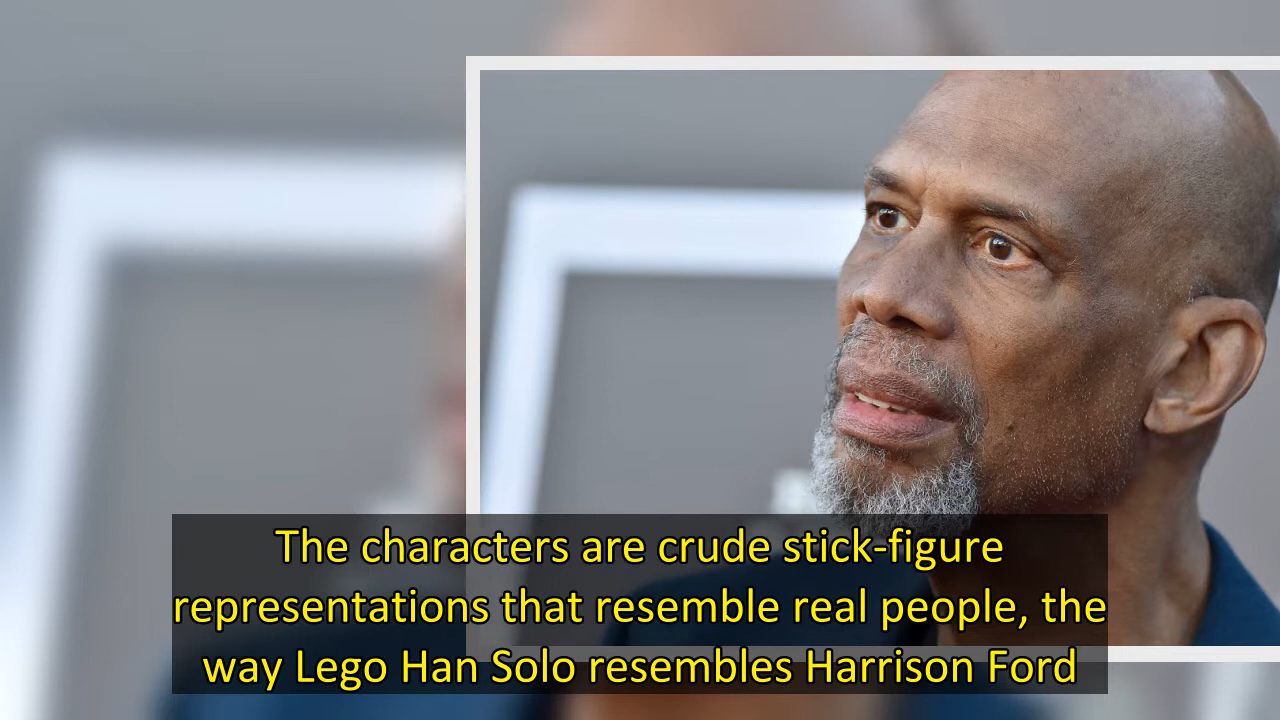 The characters are crude stick-figure
representations that resemble real people, the
way Lego Han Solo resembles Harrison Ford